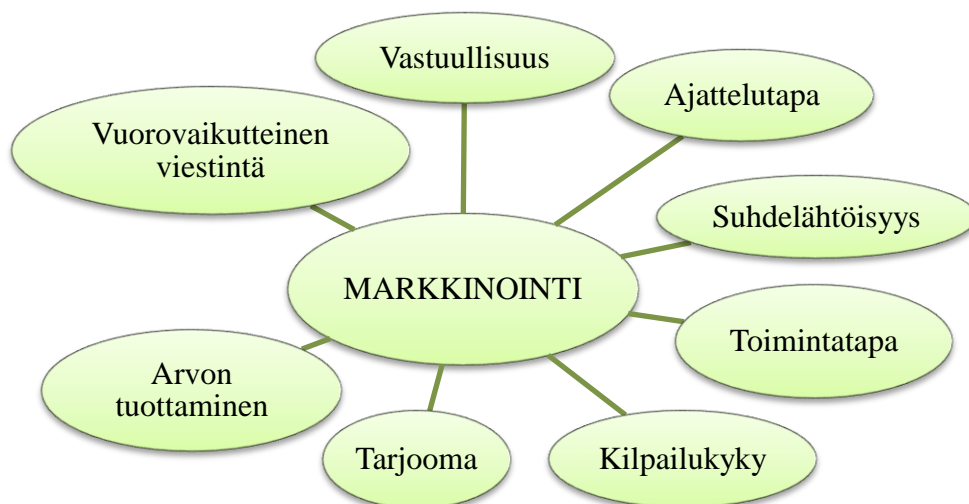 Vastuullisuus
Ajattelutapa
Vuorovaikutteinen
viestintä
Suhdelähtöisyys
MARKKINOINTI
Toimintatapa
Arvon
tuottaminen
Tarjooma
Kilpailukyky